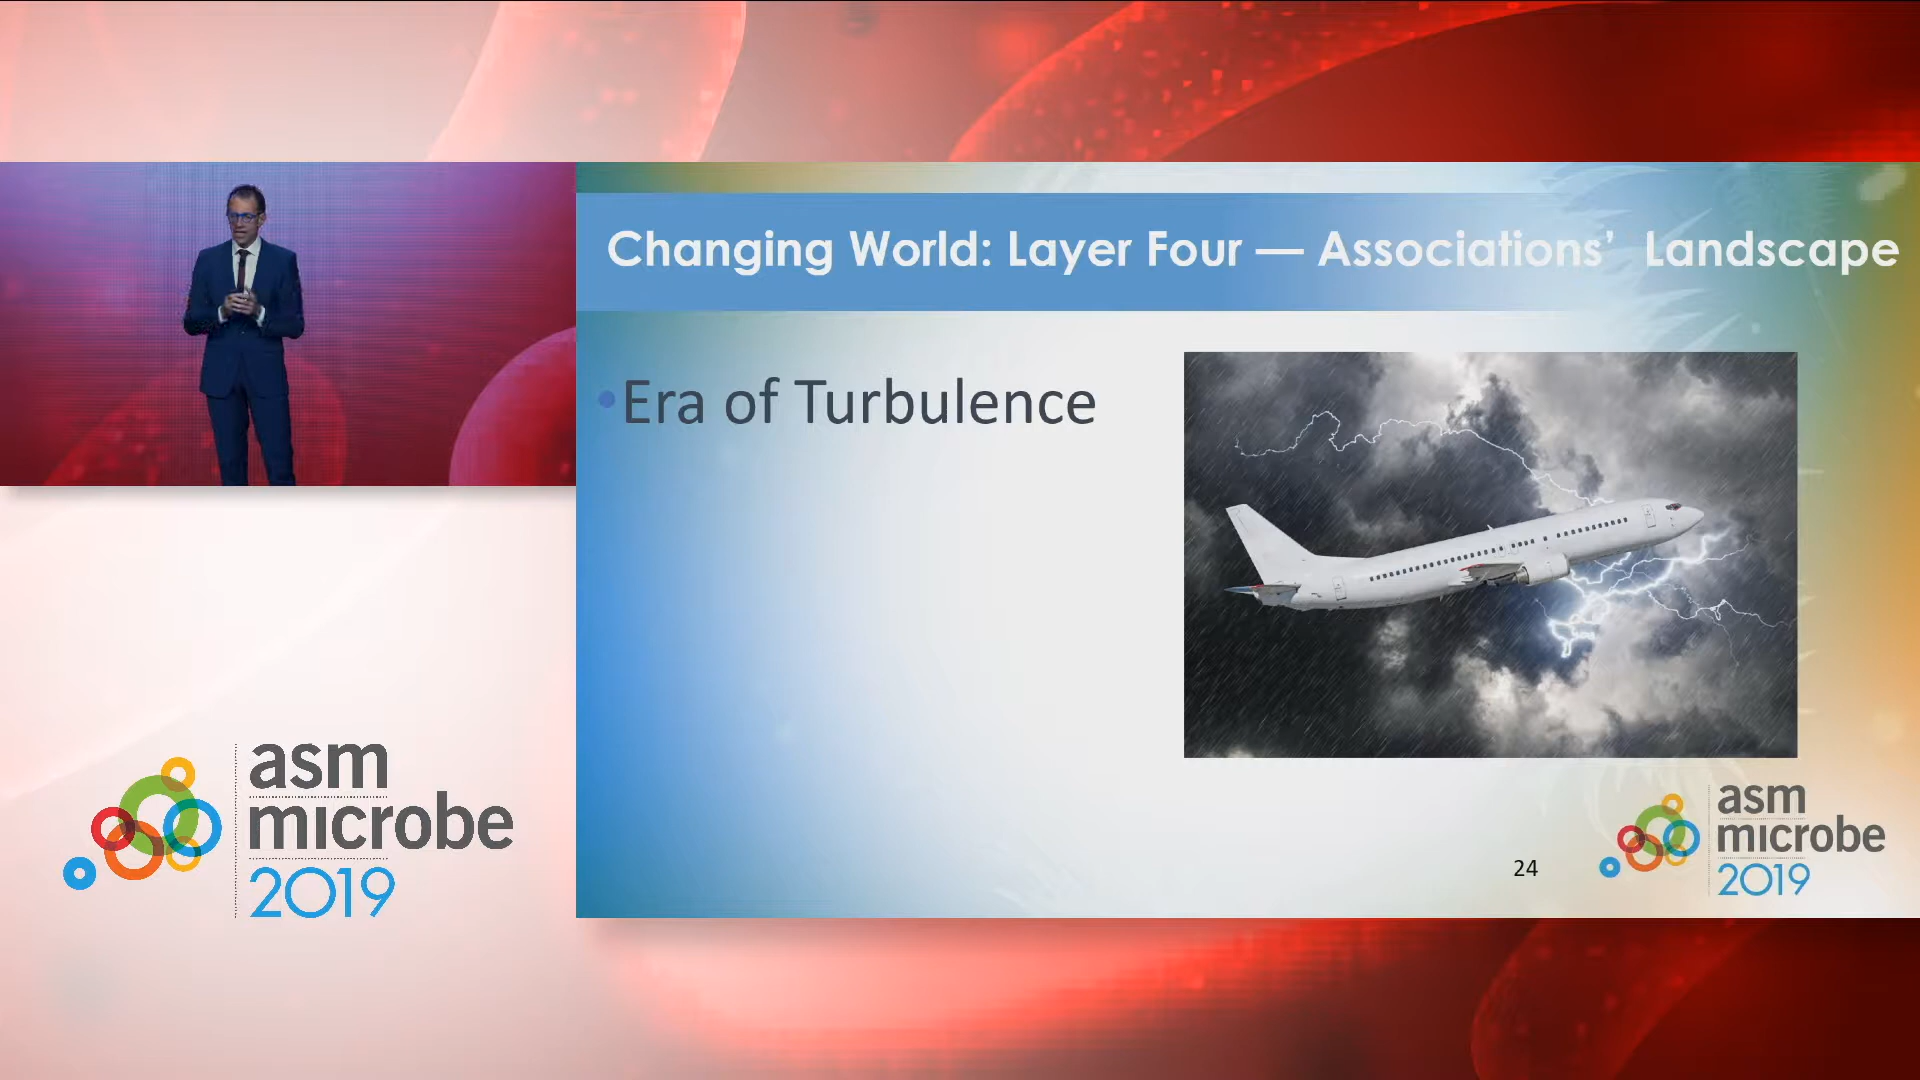 Changing World: Layer Four — Associations’ Landscape
•Era of Turbulence
asm
microbe
2019
24
asm
microbe
2019